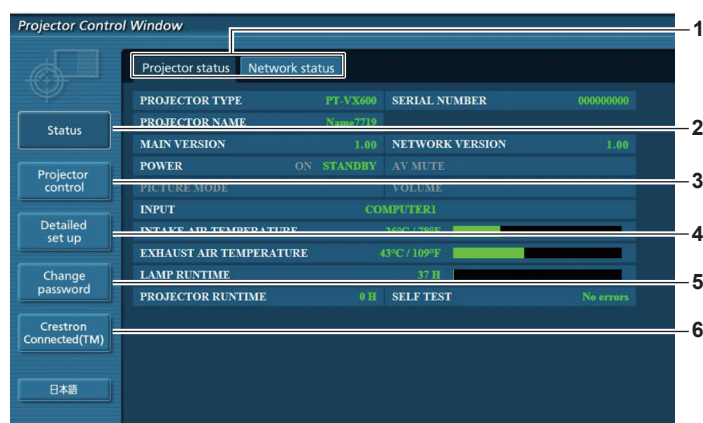 Projector Control Window
1
Projector status Network status
PROJECTOR TYPE PT-VX600 SERIAL NUMBER 000000000
Status
2
PROJECTOR NAME Name7719
MAIN VERSION 1.00 NETWORK VERSION 1.00
POWER ON STANDBY AV MUTE
Projector
control
3
PICTURE MODE VOLUME
INPUT COMPUTER1
Detailed
set up
4
INTAKE AIR TEMPERATURE 26°C / 78°F
EXHAUST AIR TEMPERATURE 43°C / 109°F
Change
password
5
LAMP RUNTIME 37 H
PROJECTOR RUNTIME 0 H SELF TEST No errors
Crestron
Connected(TM)
6
日本語